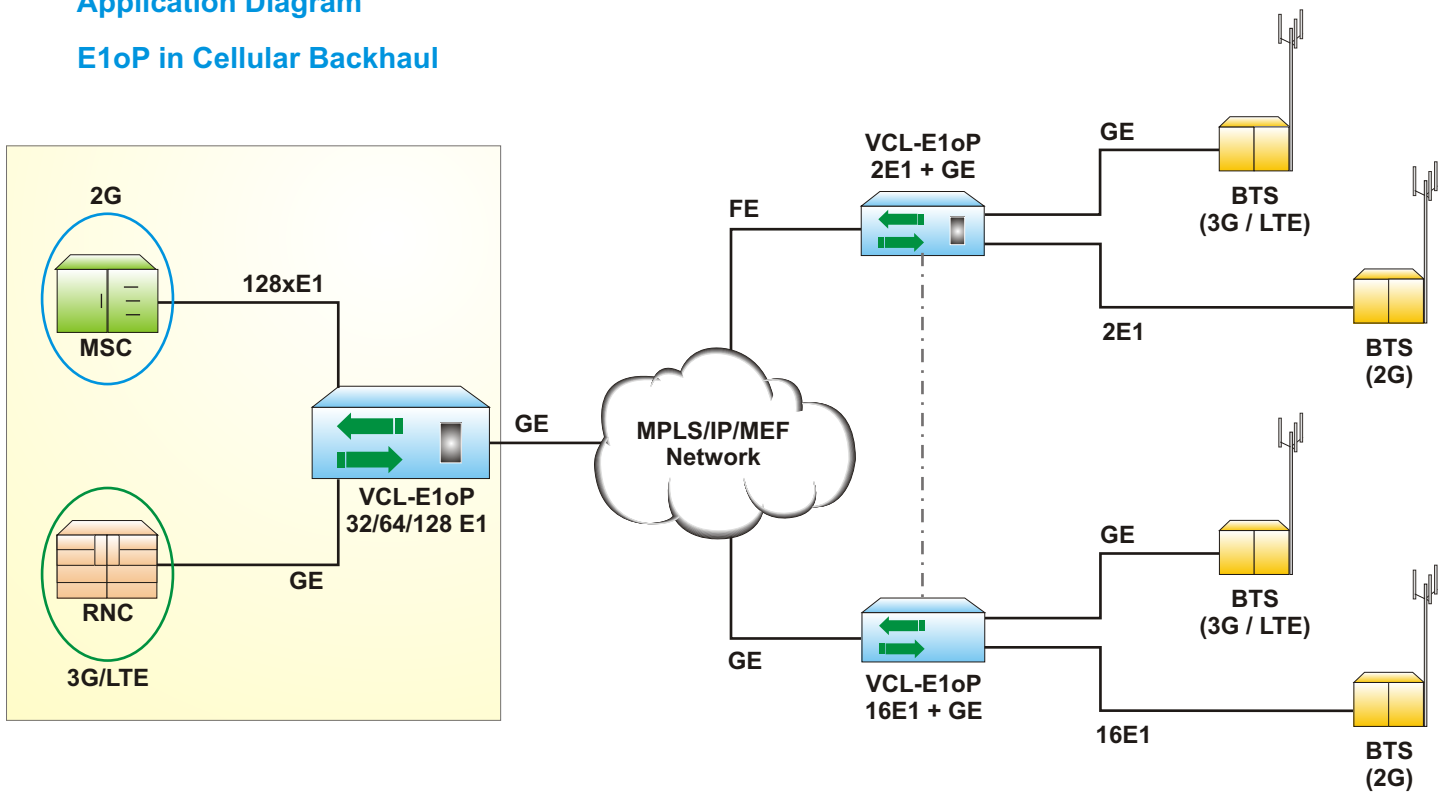 Application Diagram
E1oP in Cellular Backhaul
2G
MSC
128xE1
VCL-E1oP
32/64/128 E1
RNC
GE
3G/LTE
GE
MPLS/IP/MEF
Network
FE
VCL-E1oP
2E1 + GE
GE
BTS
(3G / LTE)
2E1
BTS
(2G)
GE
VCL-E1oP
16E1 + GE
GE
BTS
(3G / LTE)
16E1
BTS
(2G)